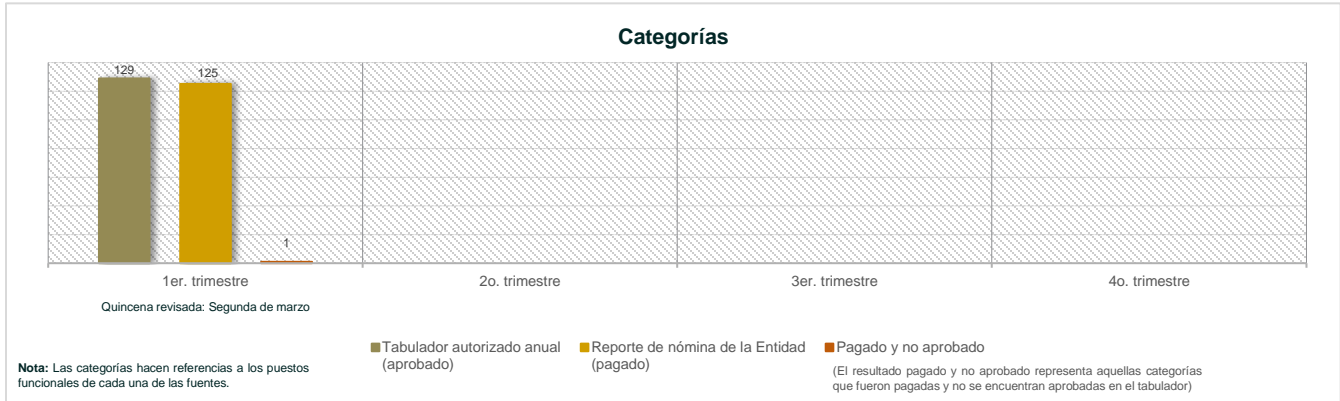 Categorías
129
125
1
1er. trimestre
2o. trimestre
3er. trimestre
4o. trimestre
Quincena revisada: Segunda de marzo
Tabulador autorizado anual
(aprobado)
Reporte de nómina de la Entidad
(pagado)
Pagado y no aprobado
(El resultado pagado y no aprobado representa aquellas categorías
que fueron pagadas y no se encuentran aprobadas en el tabulador)
Nota: Las categorías hacen referencias a los puestos
funcionales de cada una de las fuentes.